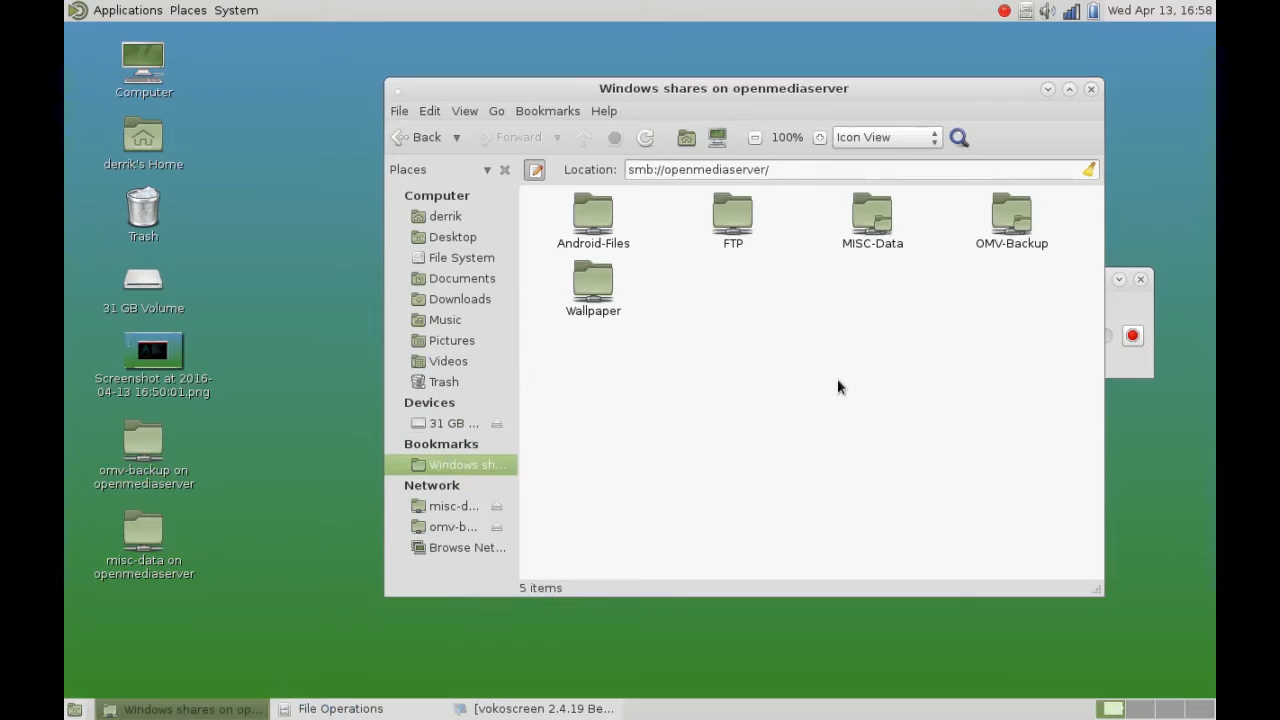 Applications Places System
Wed Apr 13, 16:58
Computer
derrik's Home
Trash
31 GB Volume
Screenshot at 2016-
04-13 16:50:01.png
omv-backup on
openmediaserver
misc-data on
openmediaserver
Windows shares on openmediaserver
File Edit View Go Bookmarks Help
Back Forward 100% Icon View
Places Location: smb://openmediaserver/
Computer
derrik
Desktop
File System
Documents
Downloads
Music
Pictures
Videos
Trash
Devices
31 GB ...
Bookmarks
Windows sh...
Network
misc-d...
omv-b...
Browse Net...
Android-Files
FTP
MISC-Data
OMV-Backup
Wallpaper
5 items
Windows shares on op...
File Operations
[vokoscreen 2.4.19 Be...